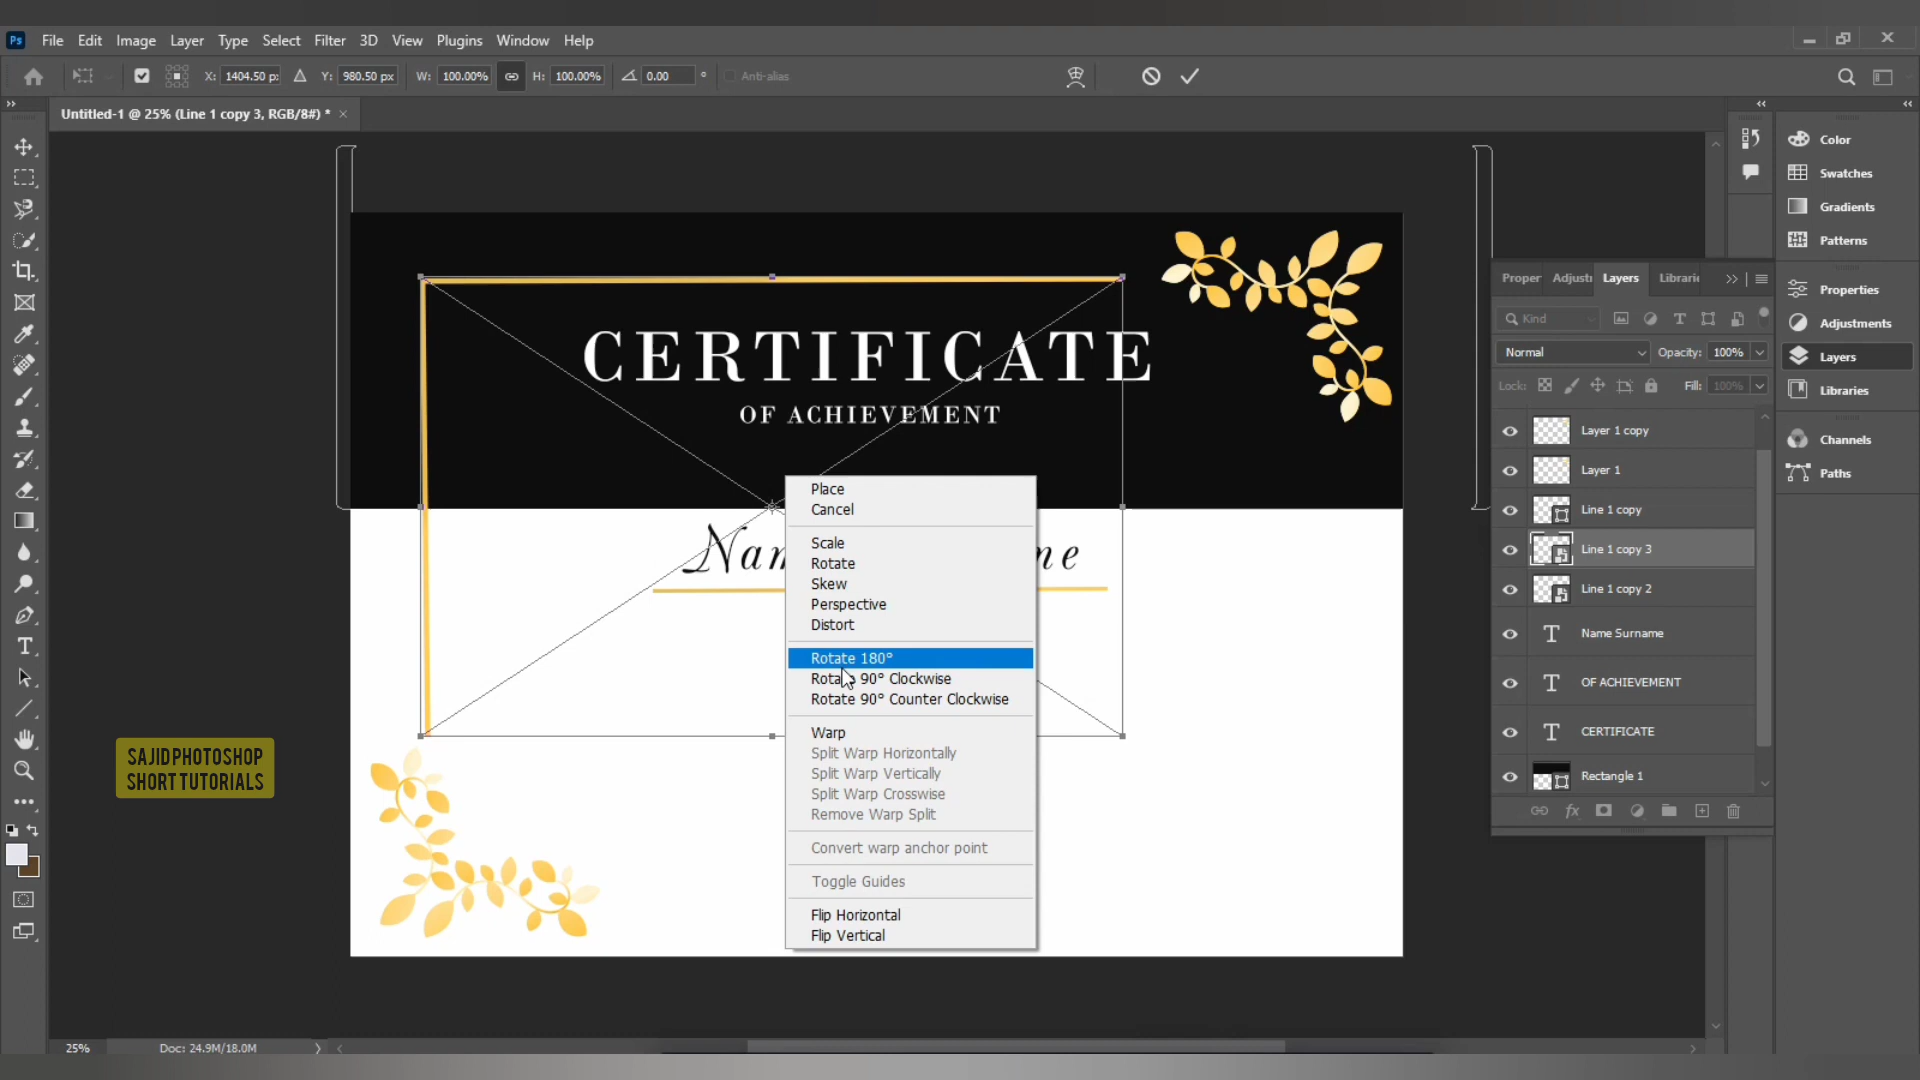 Ps File Edit Image Layer Type Select Filter 3D View Plugins Window Help
X: 1404.50 p: Y: 980.50 px W: 100.00% H: 100.00% 0.00 ° Anti-alias
Untitled-1 @ 25% (Line 1 copy 3, RGB/8#) * ×
CERTIFICATE
OF ACHIEVEMENT
Place
Cancel
Scale
Rotate
Skew
Perspective
Distort
Rotate 180°
Rotate 90° Clockwise
Rotate 90° Counter Clockwise
Warp
Split Warp Horizontally
Split Warp Vertically
Split Warp Crosswise
Remove Warp Split
Convert warp anchor point
Toggle Guides
Flip Horizontal
Flip Vertical
SAJID PHOTOSHOP
SHORT TUTORIALS
Proper Adjusti Layers Librari
Kind
Normal Opacity: 100%
Lock: Fill: 100%
Layer 1 copy
Layer 1
Line 1 copy
Line 1 copy 3
Line 1 copy 2
T Name Surname
T OF ACHIEVEMENT
T CERTIFICATE
Rectangle 1
fx
Color
Swatches
Gradients
Patterns
Properties
Adjustments
Layers
Libraries
Channels
Paths
25% Doc: 24.9M/18.0M